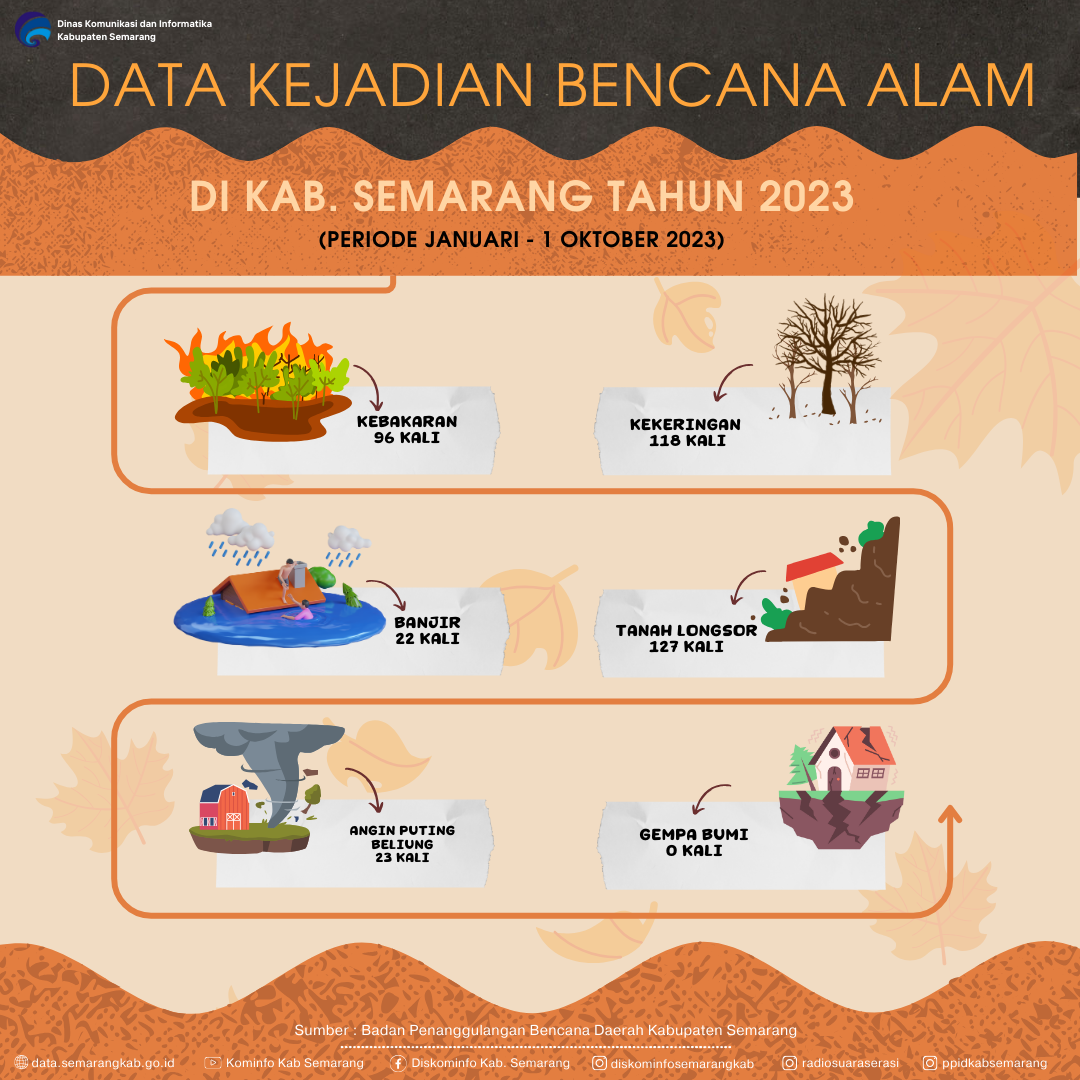 Dinas Komunikasi dan Informatika
Kabupaten Semarang
DATA KEJADIAN BENCANA ALAM
DI KAB. SEMARANG TAHUN 2023
(PERIODE JANUARI - 1 OKTOBER 2023)
KEBAKARAN
96 KALI
KEKERINGAN
118 KALI
BANJIR
22 KALI
TANAH LONGSOR
127 KALI
ANGIN PUTING
BELIUNG
23 KALI
GEMPA BUMI
0 KALI
Sumber : Badan Penanggulangan Bencana Daerah Kabupaten Semarang
data.semarangkab.go.id Kominfo Kab Semarang Diskominfo Kab. Semarang diskominfosemarangkab radiosuaraserasi ppidkabsemarang